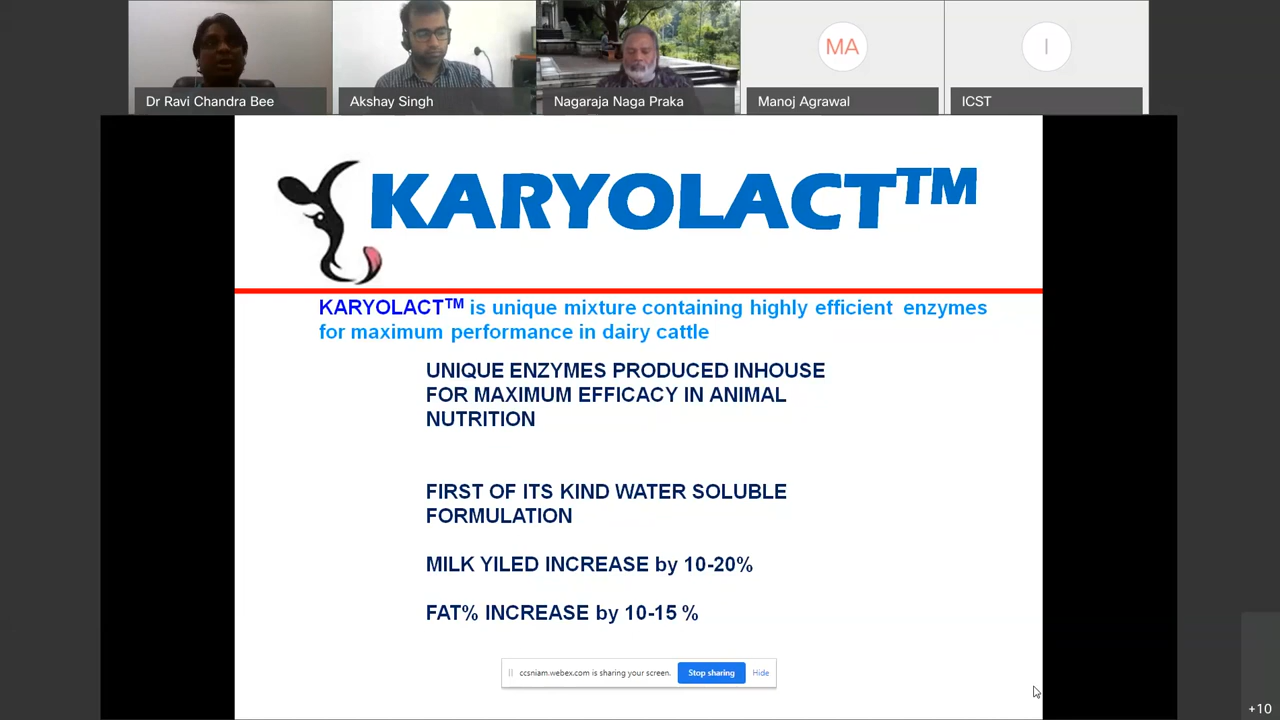 MA
I
Dr Ravi Chandra Bee
Akshay Singh
Nagaraja Naga Praka
Manoj Agrawal
ICST
KARYOLACT™
KARYOLACT™ is unique mixture containing highly efficient enzymes
for maximum performance in dairy cattle
UNIQUE ENZYMES PRODUCED INHOUSE
FOR MAXIMUM EFFICACY IN ANIMAL
NUTRITION
FIRST OF ITS KIND WATER SOLUBLE
FORMULATION
MILK YILED INCREASE by 10-20%
FAT% INCREASE by 10-15 %
ccsniam.webex.com is sharing your screen. Stop sharing Hide
+10